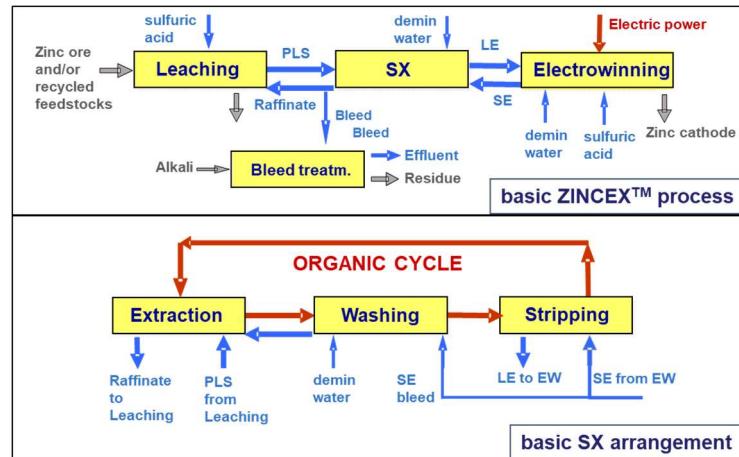 sulfuric
acid
demin
water
Electric power
Zinc ore
and/or
recycled
feedstocks
PLS
LE
Leaching
SX
Electrowinning
Raffinate
SE
Bleed
Bleed
demin
water
sulfuric
acid
Zinc cathode
Alkali
Bleed treatm.
Effluent
Residue
basic ZINCEX™ process
ORGANIC CYCLE
Extraction
Washing
Stripping
Raffinate
to
Leaching
PLS
from
Leaching
demin
water
SE
bleed
LE to EW
SE from EW
basic SX arrangement